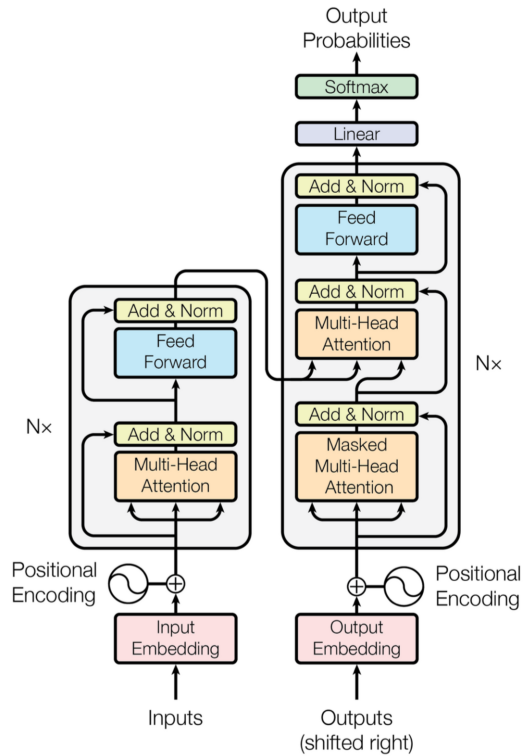 Output
Probabilities
Softmax
Linear
Add & Norm
Feed
Forward
Add & Norm
Multi-Head
Attention
Add & Norm
Masked
Multi-Head
Attention
N×
Positional
Encoding
Output
Embedding
Outputs
(shifted right)
Add & Norm
Feed
Forward
Add & Norm
Multi-Head
Attention
N×
Positional
Encoding
Input
Embedding
Inputs